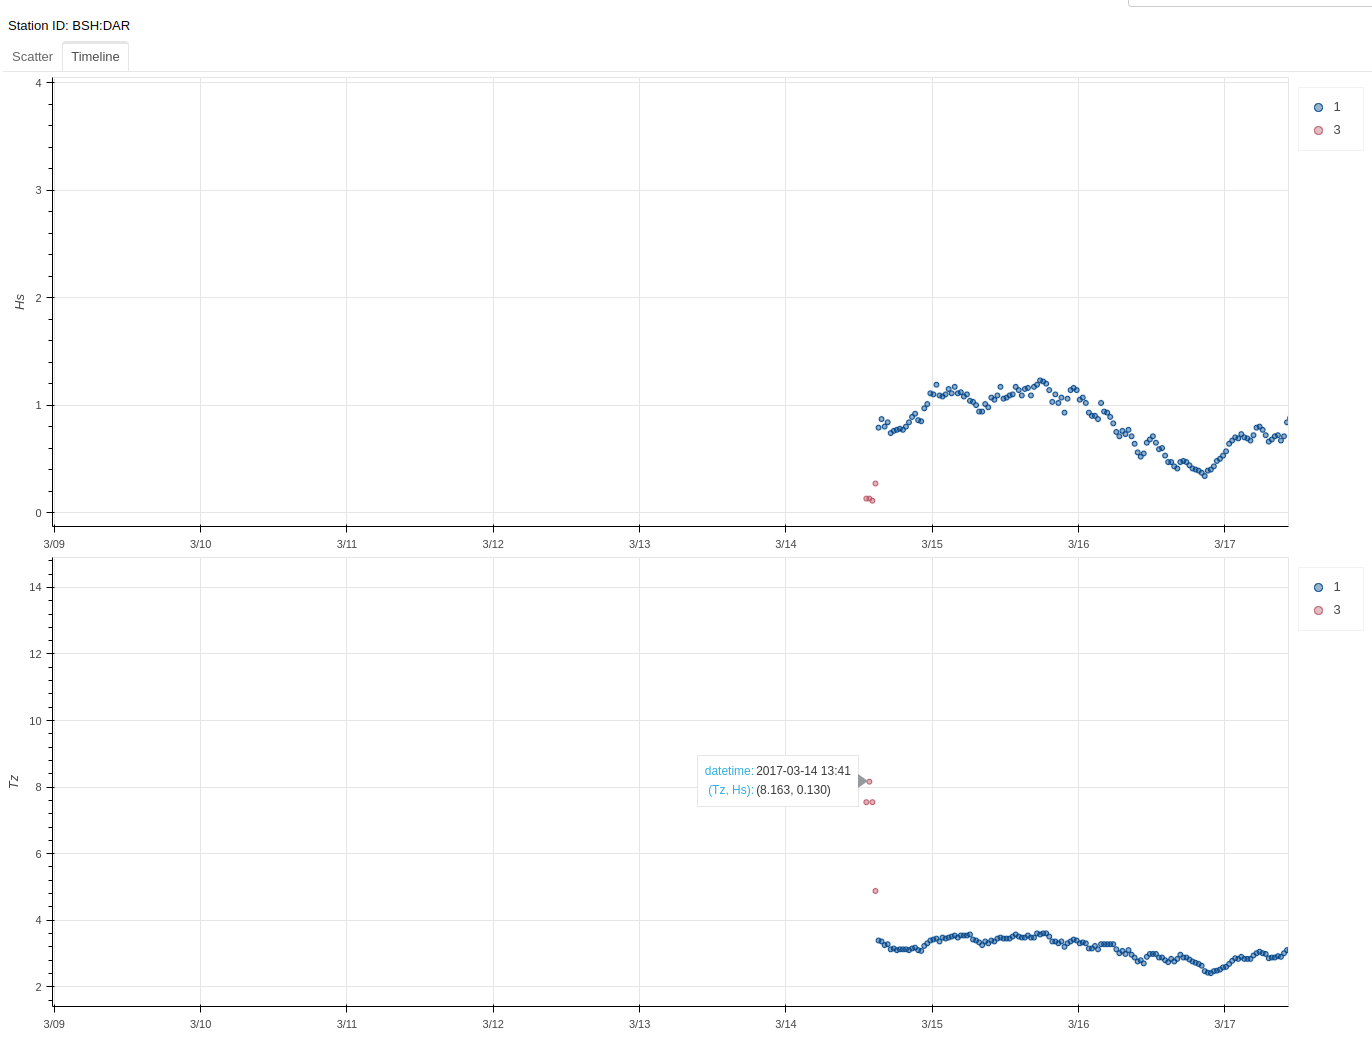 Station ID: BSH:DAR
Scatter Timeline
4
3
2
1
0
Hs
3/09 3/10 3/11 3/12 3/13 3/14 3/15 3/16 3/17
1
3
14
12
10
8
6
4
2
Tz
datetime: 2017-03-14 13:41
(Tz, Hs): (8.163, 0.130)
3/09 3/10 3/11 3/12 3/13 3/14 3/15 3/16 3/17
1
3